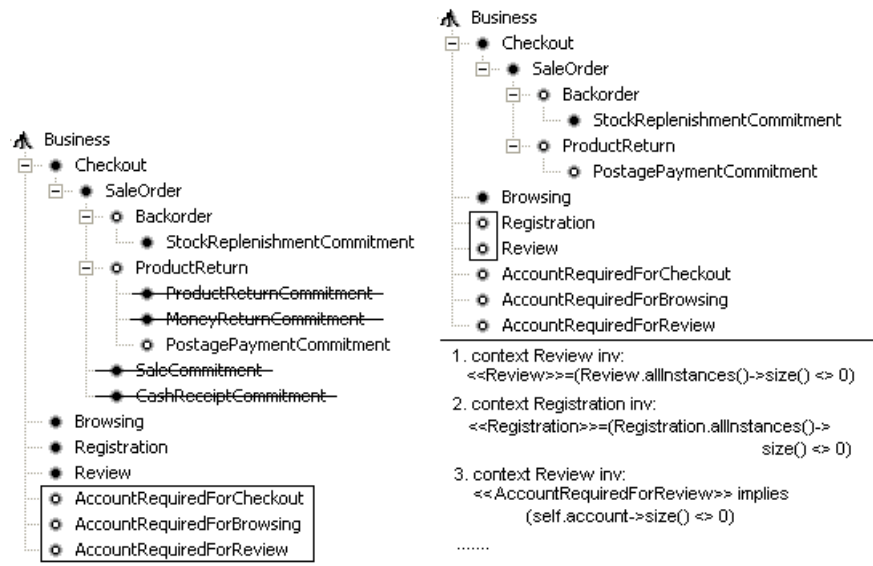 Business
Checkout
SaleOrder
Backorder
StockReplenishmentCommitment
ProductReturn
ProductReturnCommitment
MoneyReturnCommitment
PostagePaymentCommitment
SaleCommitment
CashReceiptCommitment
Browsing
Registration
Review
AccountRequiredForCheckout
AccountRequiredForBrowsing
AccountRequiredForReview
Business
Checkout
SaleOrder
Backorder
StockReplenishmentCommitment
ProductReturn
PostagePaymentCommitment
Browsing
Registration
Review
AccountRequiredForCheckout
AccountRequiredForBrowsing
AccountRequiredForReview
1. context Review inv:
<<Review>>=(Review.allInstances()->size() <> 0)
2. context Registration inv:
<<Registration>>=(Registration.allInstances()->
size() <> 0)
3. context Review inv:
<<AccountRequiredForReview>> implies
(self.account->size() <> 0)
.......